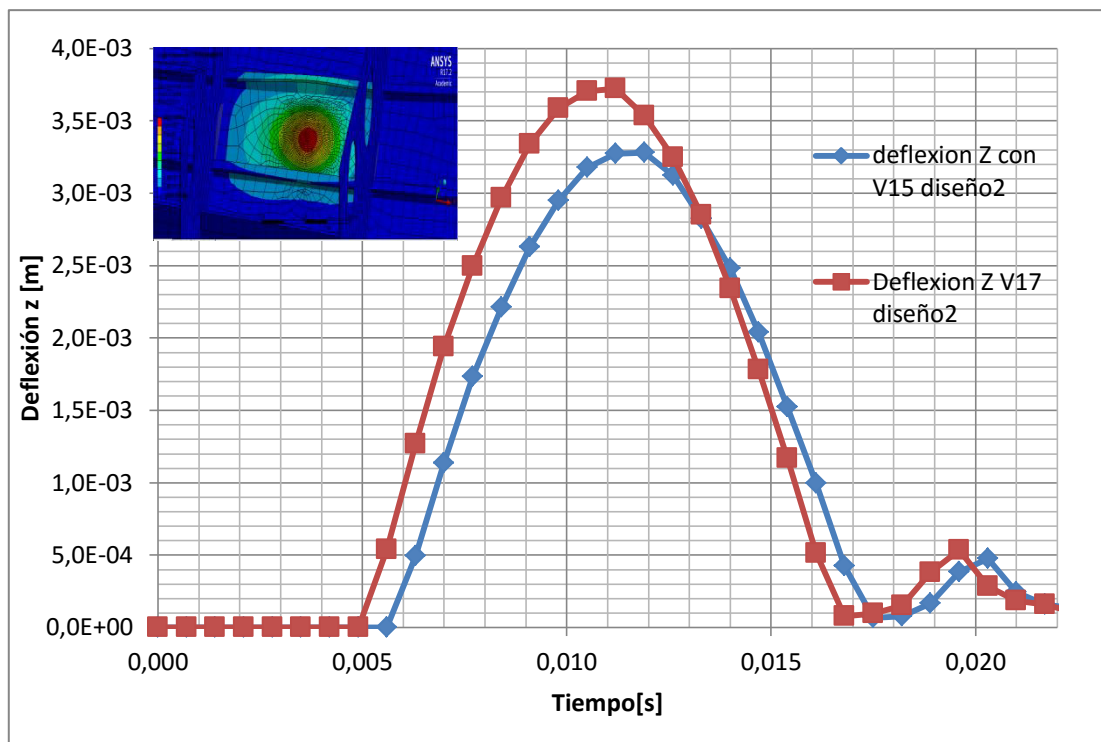 4,0E-03
3,5E-03
3,0E-03
2,5E-03
2,0E-03
1,5E-03
1,0E-03
5,0E-04
0,0E+00
Deflexión z [m]
0,000
0,005
0,010
0,015
0,020
Tiempo[s]
ANSYS
R17.2
Academic
deflexion Z con
V15 diseño2
Deflexion Z V17
diseño2